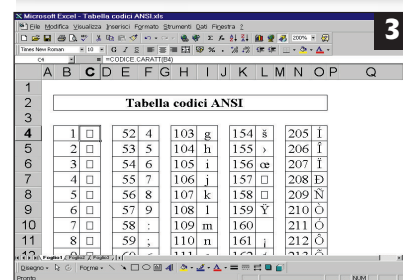 Microsoft Excel - Tabella codici ANSI.xls
File Modifica Visualizza Inserisci Formato Strumenti Dati Finestra ?
3
Times New Roman 10 G C S
200%
C4 =CODICE.CARATT(B4)
A B C D E F G H I J K L M N O P Q
1
2 Tabella codici ANSI
3
4 1 □ 52 4 103 g 154 š 205 Í
5 2 □ 53 5 104 h 155 › 206 Î
6 3 □ 54 6 105 i 156 œ 207 Ï
7 4 □ 55 7 106 j 157 □ 208 Ð
8 5 □ 56 8 107 k 158 □ 209 Ñ
9 6 □ 57 9 108 l 159 Ÿ 210 Ò
10 7 □ 58 : 109 m 160 211 Ó
11 8 □ 59 ; 110 n 161 ¡ 212 Ô
Foglio1 Foglio2 Foglio3
Disegno Forme
Pronto NUM